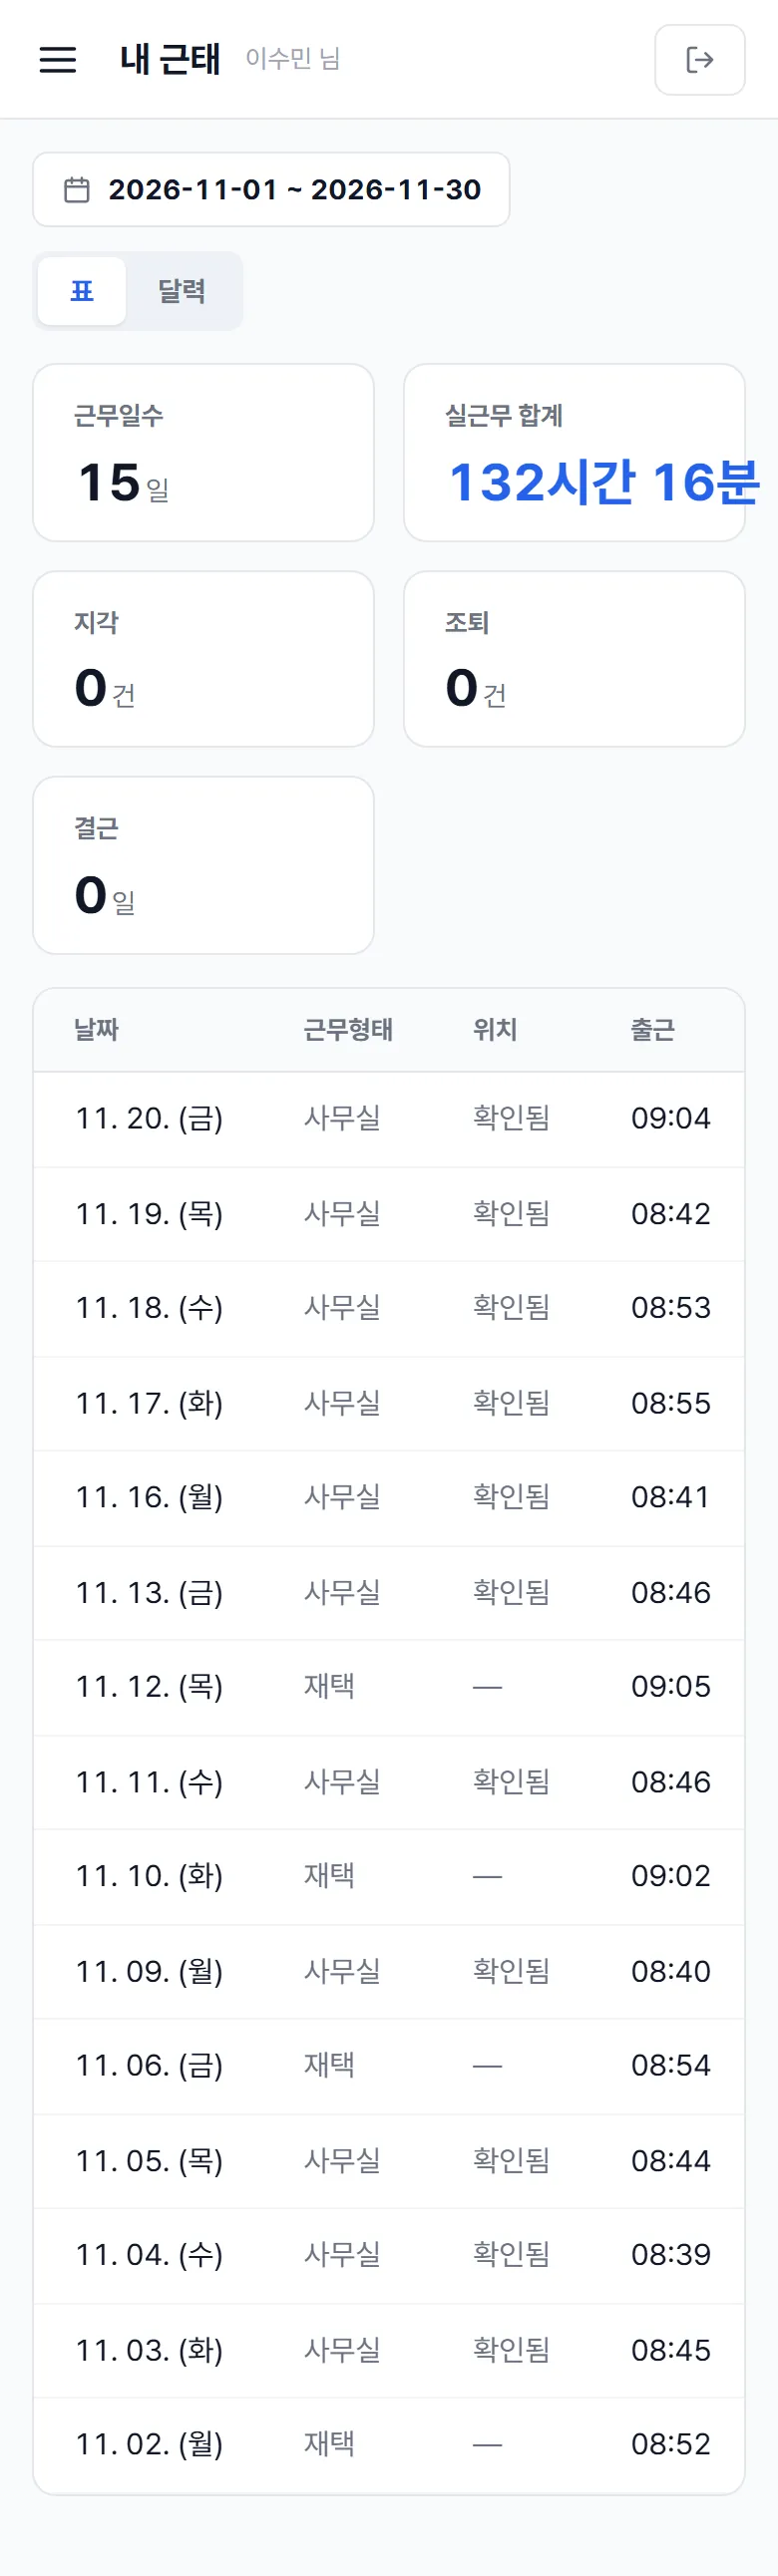 내 근태 이수민 님
2026-11-01 ~ 2026-11-30
표 달력
근무일수 실근무 합계
15일 132시간 16분
지각 조퇴
0건 0건
결근
0일
날짜 근무형태 위치 출근
11. 20. (금) 사무실 확인됨 09:04
11. 19. (목) 사무실 확인됨 08:42
11. 18. (수) 사무실 확인됨 08:53
11. 17. (화) 사무실 확인됨 08:55
11. 16. (월) 사무실 확인됨 08:41
11. 13. (금) 사무실 확인됨 08:46
11. 12. (목) 재택 — 09:05
11. 11. (수) 사무실 확인됨 08:46
11. 10. (화) 재택 — 09:02
11. 09. (월) 사무실 확인됨 08:40
11. 06. (금) 재택 — 08:54
11. 05. (목) 사무실 확인됨 08:44
11. 04. (수) 사무실 확인됨 08:39
11. 03. (화) 사무실 확인됨 08:45
11. 02. (월) 재택 — 08:52